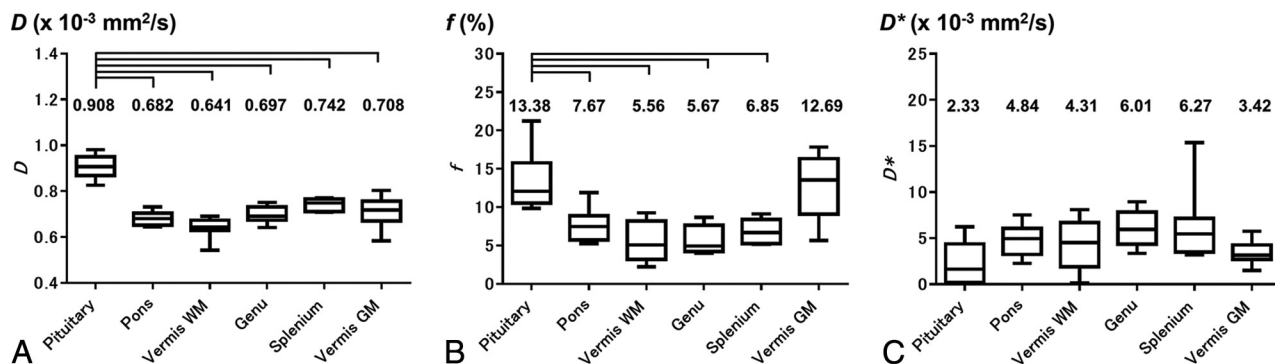 D (x 10-3 mm2/s)
1.4
1.2
1.0
0.8
0.6
0.4
D
0.908 0.682 0.641 0.697 0.742 0.708
Pituitary
Pons
Vermis WM
Genu
Splenium
Vermis GM
A
f (%)
30
25
20
15
10
5
0
f
13.38 7.67 5.56 5.67 6.85 12.69
Pituitary
Pons
Vermis WM
Genu
Splenium
Vermis GM
B
D* (x 10-3 mm2/s)
30
25
20
15
10
5
0
D*
2.33 4.84 4.31 6.01 6.27 3.42
Pituitary
Pons
Vermis WM
Genu
Splenium
Vermis GM
C